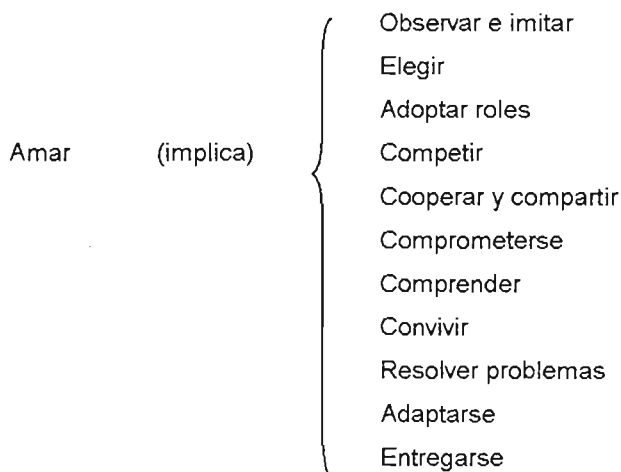 Observar e imitar
Elegir
Adoptar roles
Amar (implica) Competir
Cooperar y compartir
Comprometerse
Comprender
Convivir
Resolver problemas
Adaptarse
Entregarse